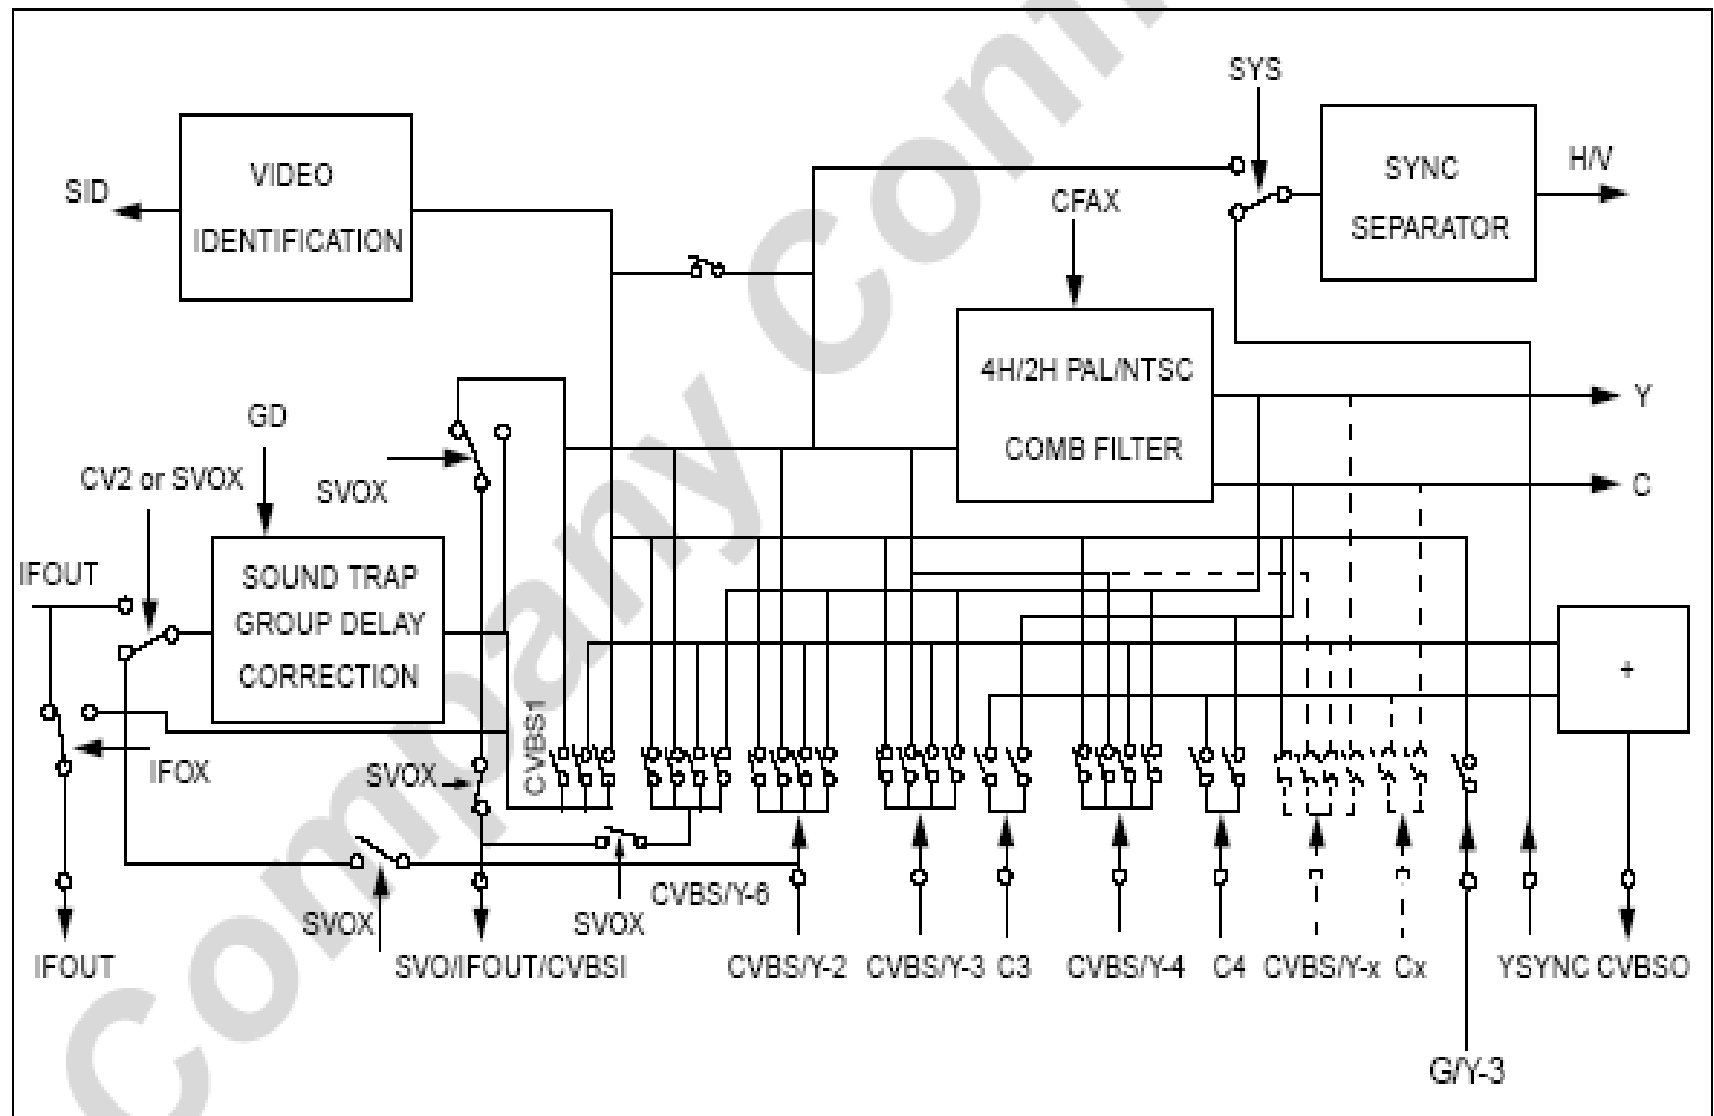 SYS
VIDEO
IDENTIFICATION
SID
SYNC
SEPARATOR
H/V
CFAX
4H/2H PAL/NTSC
COMB FILTER
Y
C
GD
CV2 or SVOX
SVOX
IFOUT
SOUND TRAP
GROUP DELAY
CORRECTION
+
CVBS1
IFOX
SVOX
CVBS/Y-6
SVOX
SVOX
IFOUT
SVO/IFOUT/CVBSI
CVBS/Y-2
CVBS/Y-3
C3
CVBS/Y-4
C4
CVBS/Y-x
Cx
YSYNC
CVBSO
G/Y-3
Company